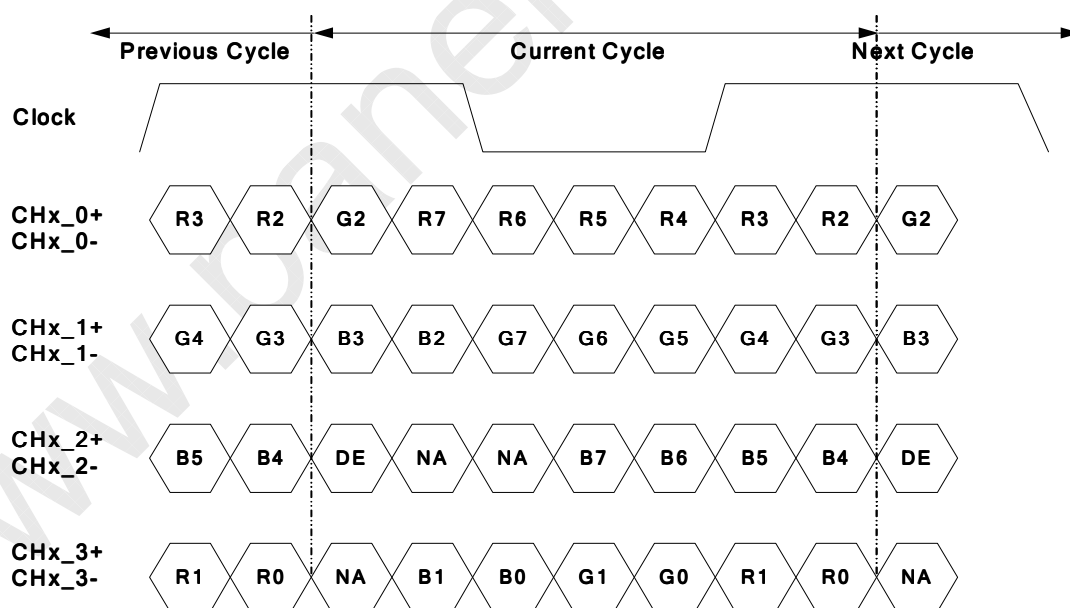 Previous Cycle Current Cycle Next Cycle
Clock
CHx_0+
CHx_0-
R3 R2 G2 R7 R6 R5 R4 R3 R2 G2
CHx_1+
CHx_1-
G4 G3 B3 B2 G7 G6 G5 G4 G3 B3
CHx_2+
CHx_2-
B5 B4 DE NA NA B7 B6 B5 B4 DE
CHx_3+
CHx_3-
R1 R0 NA B1 B0 G1 G0 R1 R0 NA